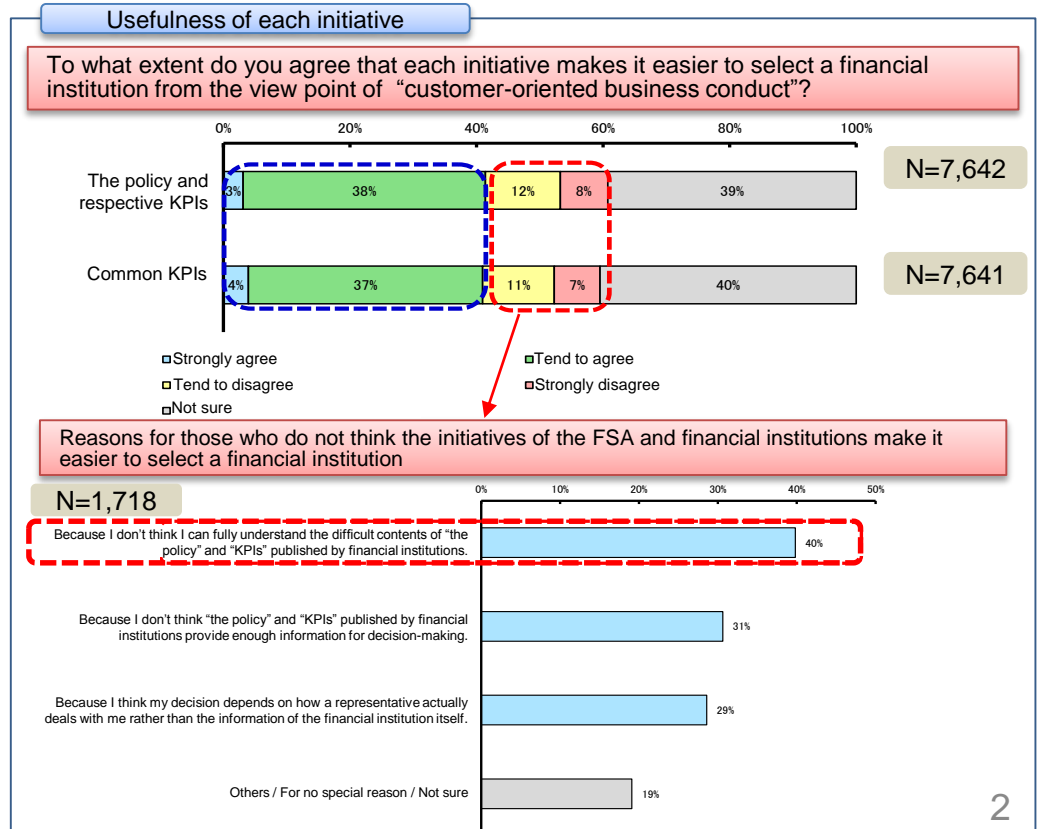 Usefulness of each initiative
To what extent do you agree that each initiative makes it easier to select a financial
institution from the view point of “customer-oriented business conduct”?
0% 20% 40% 60% 80% 100%
The policy and
respective KPIs
3% 38% 12% 8% 39%
N=7,642
Common KPIs
4% 37% 11% 7% 40%
N=7,641
Strongly agree Tend to agree
Tend to disagree Strongly disagree
Not sure
Reasons for those who do not think the initiatives of the FSA and financial institutions make it
easier to select a financial institution
N=1,718
0% 10% 20% 30% 40% 50%
Because I don't think I can fully understand the difficult contents of “the
policy” and “KPIs” published by financial institutions.
40%
Because I don't think “the policy” and “KPIs” published by financial
institutions provide enough information for decision-making.
31%
Because I think my decision depends on how a representative actually
deals with me rather than the information of the financial institution itself.
29%
Others / For no special reason / Not sure
19%
2